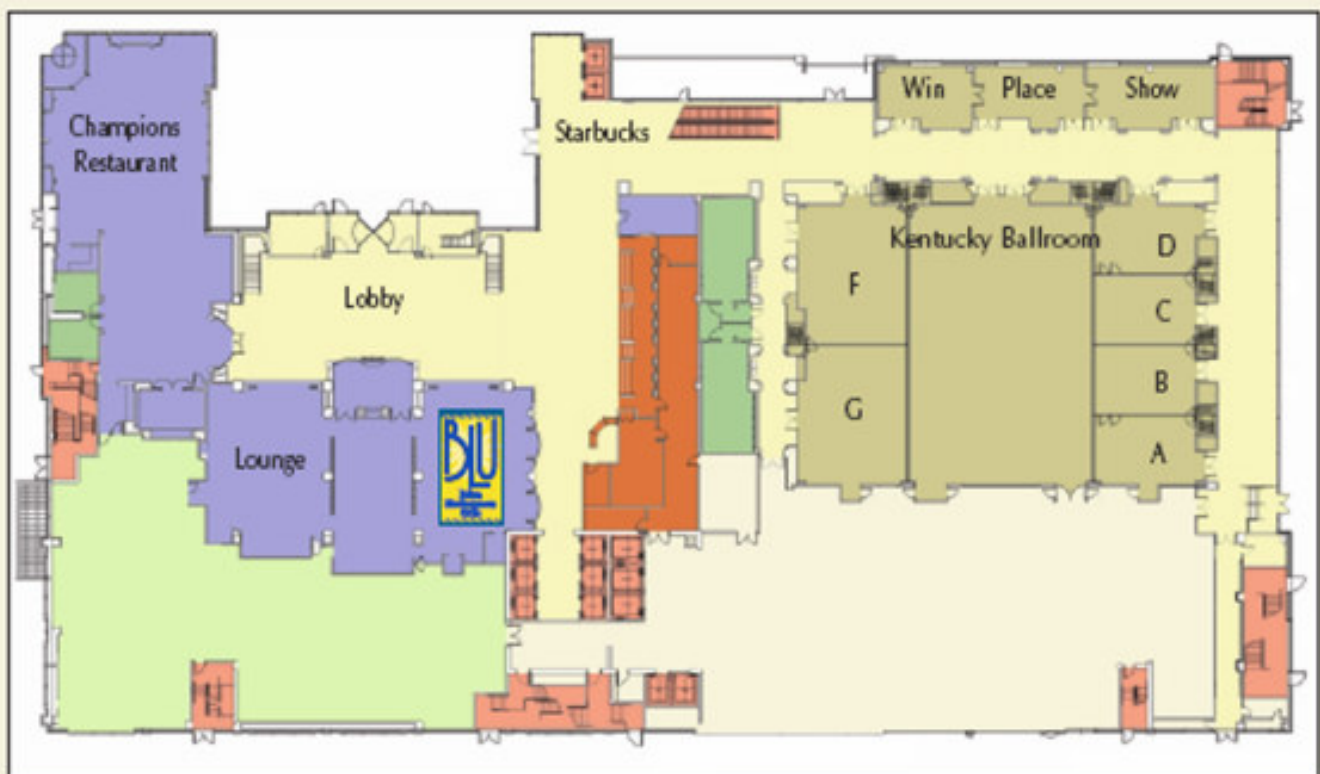 Champions
Restaurant
Starbucks
Win
Place
Show
Lobby
Kentucky Ballroom
F
D
C
B
G
A
Lounge
BLU